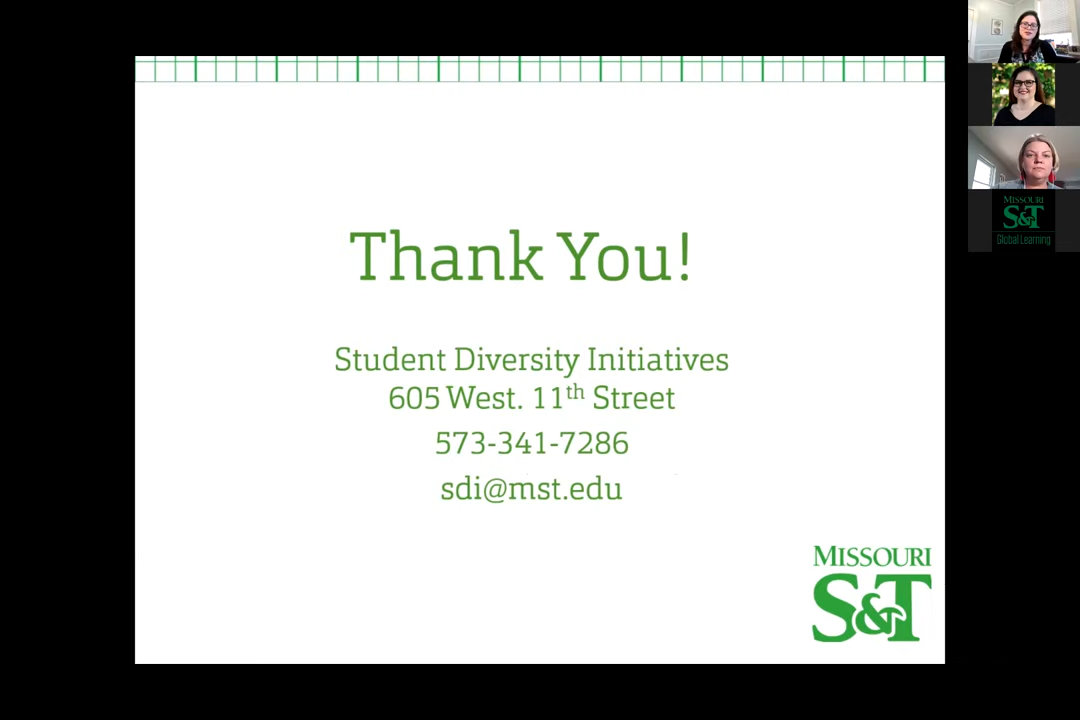 Thank You!
Student Diversity Initiatives
605 West. 11th Street
573-341-7286
sdi@mst.edu
MISSOURI
S&T
MISSOURI
S&T
Global Learning